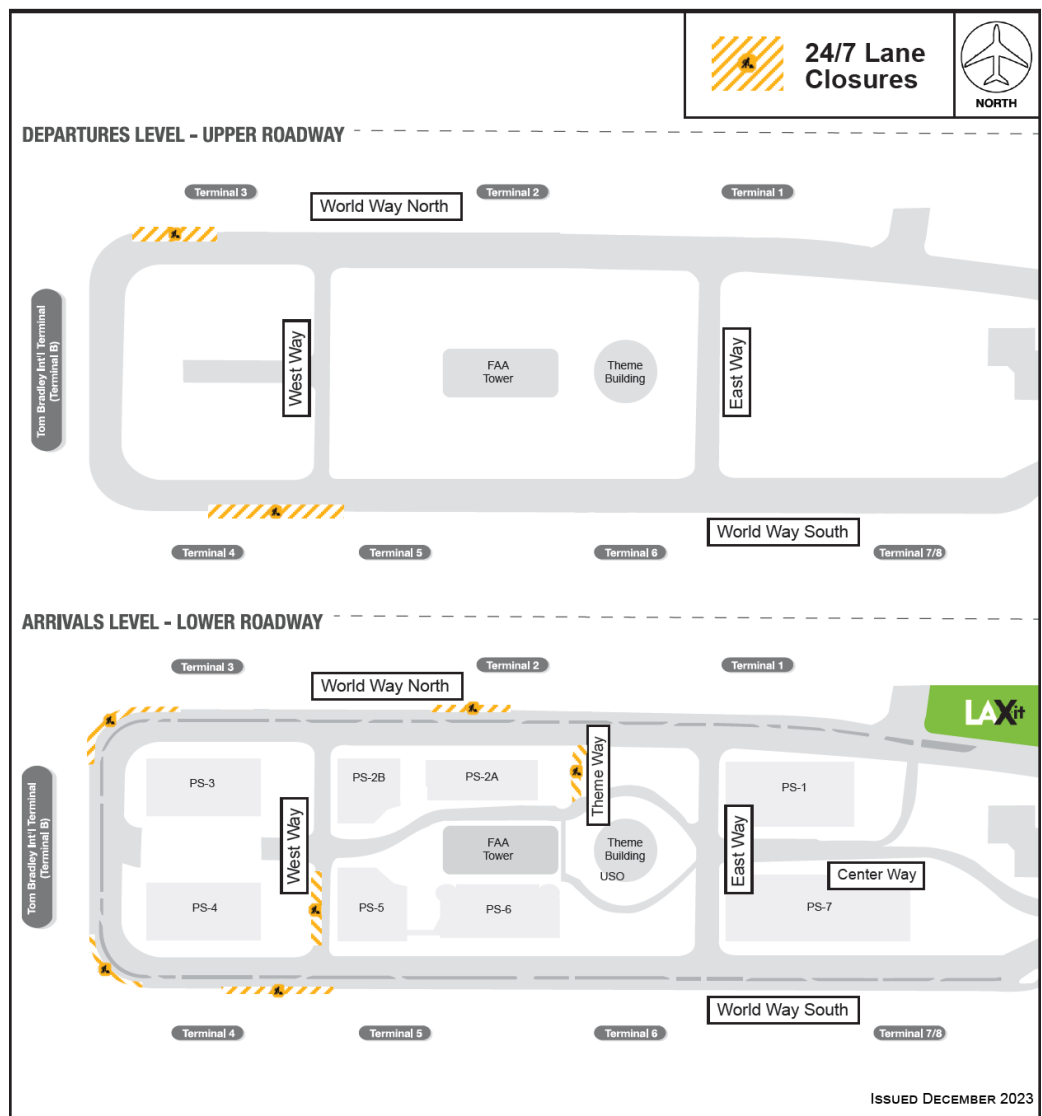 24/7 Lane
Closures
NORTH
DEPARTURES LEVEL - UPPER ROADWAY
Terminal 3
Terminal 2
Terminal 1
World Way North
Tom Bradley Int'l Terminal
(Terminal B)
West Way
FAA
Tower
Theme
Building
East Way
World Way South
Terminal 4
Terminal 5
Terminal 6
Terminal 7/8
ARRIVALS LEVEL - LOWER ROADWAY
Terminal 3
Terminal 2
Terminal 1
World Way North
LAXit
Theme Way
PS-3
PS-2B
PS-2A
PS-1
Tom Bradley Int'l Terminal
(Terminal B)
West Way
FAA
Tower
Theme
Building
USO
East Way
Center Way
PS-4
PS-5
PS-6
PS-7
World Way South
Terminal 4
Terminal 5
Terminal 6
Terminal 7/8
ISSUED DECEMBER 2023